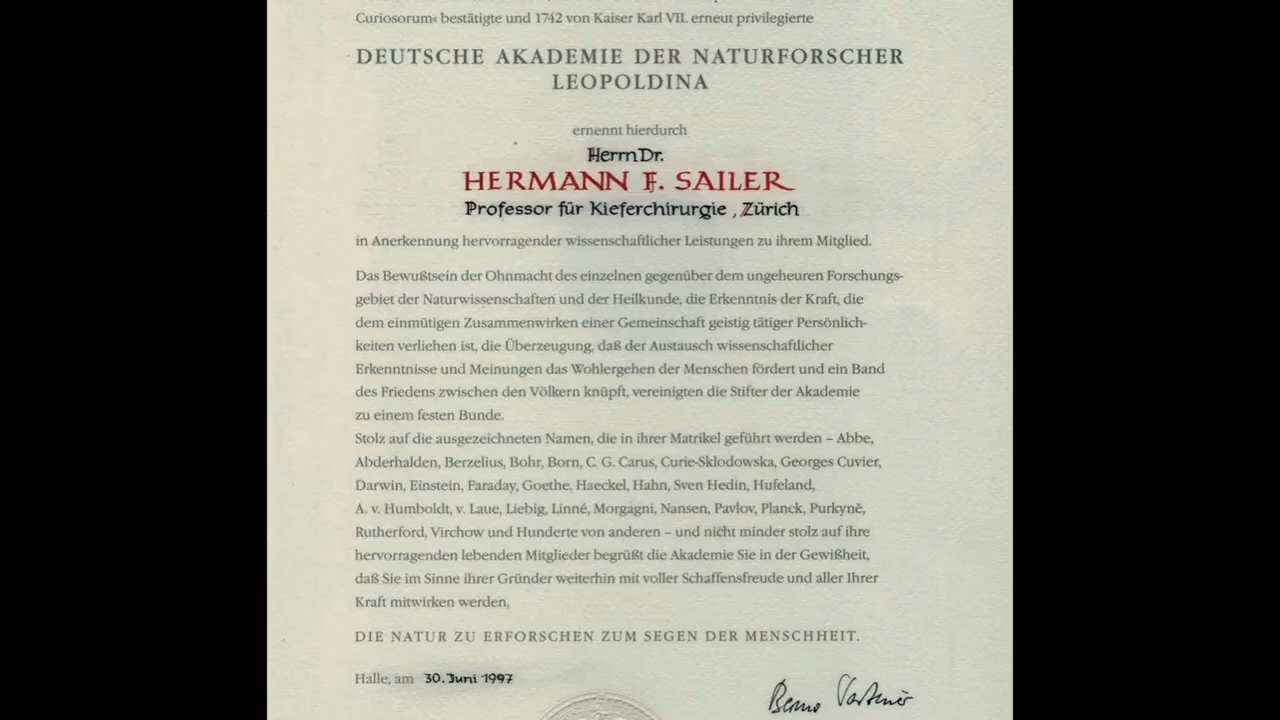 Curiosorum« bestätigte und 1742 von Kaiser Karl VII. erneut privilegierte
DEUTSCHE AKADEMIE DER NATURFORSCHER
LEOPOLDINA
ernennt hierdurch
Herrn Dr.
HERMANN F. SAILER
Professor für Kieferchirurgie, Zürich
in Anerkennung hervorragender wissenschaftlicher Leistungen zu ihrem Mitglied.
Das Bewußtsein der Ohnmacht des einzelnen gegenüber dem ungeheuren Forschungs-
gebiet der Naturwissenschaften und der Heilkunde, die Erkenntnis der Kraft, die
dem einmütigen Zusammenwirken einer Gemeinschaft geistig tätiger Persönlich-
keiten verliehen ist, die Überzeugung, daß der Austausch wissenschaftlicher
Erkenntnisse und Meinungen das Wohlergehen der Menschen fördert und ein Band
des Friedens zwischen den Völkern knüpft, vereinigten die Stifter der Akademie
zu einem festen Bunde.
Stolz auf die ausgezeichneten Namen, die in ihrer Matrikel geführt werden – Abbe,
Abderhalden, Berzelius, Bohr, Born, C. G. Carus, Curie-Sklodowska, Georges Cuvier,
Darwin, Einstein, Faraday, Goethe, Haeckel, Hahn, Sven Hedin, Hufeland,
A. v. Humboldt, v. Laue, Liebig, Linné, Morgagni, Nansen, Pavlov, Planck, Purkyně,
Rutherford, Virchow und Hunderte von anderen – und nicht minder stolz auf ihre
hervorragenden lebenden Mitglieder begrüßt die Akademie Sie in der Gewißheit,
daß Sie im Sinne ihrer Gründer weiterhin mit voller Schaffensfreude und aller Ihrer
Kraft mitwirken werden,
DIE NATUR ZU ERFORSCHEN ZUM SEGEN DER MENSCHHEIT.
Halle, am 30. Juni 1997